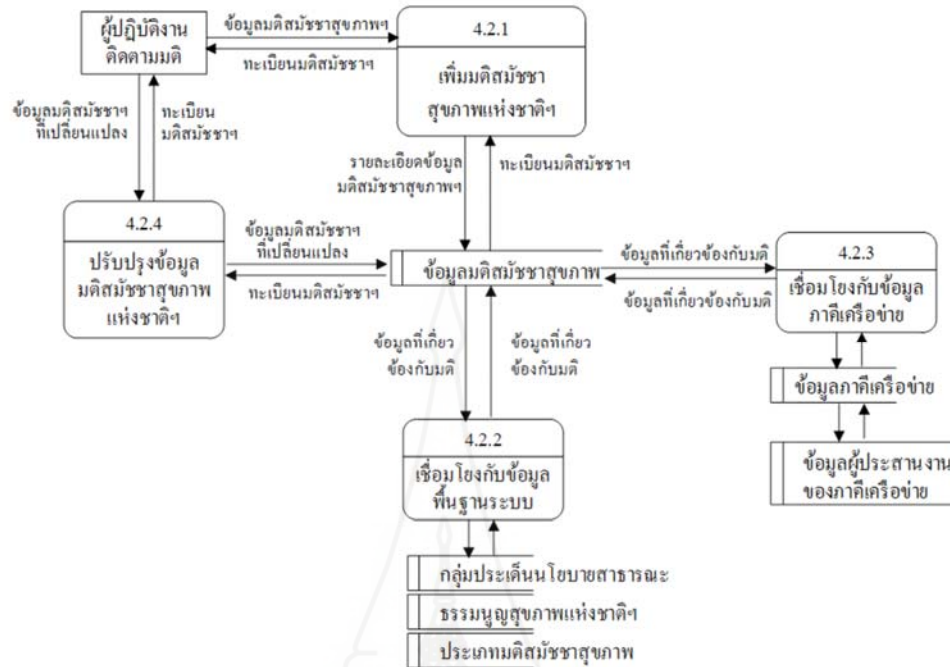 ผู้ปฏิบัติงาน
ติดตามมติ
ข้อมูลมติสมัชชาสุขภาพฯ
ทะเบียนมติสมัชชาฯ
4.2.1
เพิ่มมติสมัชชา
สุขภาพแห่งชาติฯ
ข้อมูลมติสมัชชาฯ
ที่เปลี่ยนแปลง
ทะเบียน
มติสมัชชาฯ
รายละเอียดข้อมูล
มติสมัชชาสุขภาพฯ
ทะเบียนมติสมัชชาฯ
4.2.4
ปรับปรุงข้อมูล
มติสมัชชาสุขภาพ
แห่งชาติฯ
ข้อมูลมติสมัชชาฯ
ที่เปลี่ยนแปลง
ทะเบียนมติสมัชชาฯ
ข้อมูลมติสมัชชาสุขภาพ
ข้อมูลที่เกี่ยวข้องกับมติ
ข้อมูลที่เกี่ยวข้องกับมติ
4.2.3
เชื่อมโยงกับข้อมูล
ภาคีเครือข่าย
ข้อมูลที่เกี่ยว
ข้องกับมติ
ข้อมูลที่เกี่ยว
ข้องกับมติ
ข้อมูลภาคีเครือข่าย
ข้อมูลผู้ประสานงาน
ของภาคีเครือข่าย
4.2.2
เชื่อมโยงกับข้อมูล
พื้นฐานระบบ
กลุ่มประเด็นนโยบายสาธารณะ
ธรรมนูญสุขภาพแห่งชาติฯ
ประเภทมติสมัชชาสุขภาพ